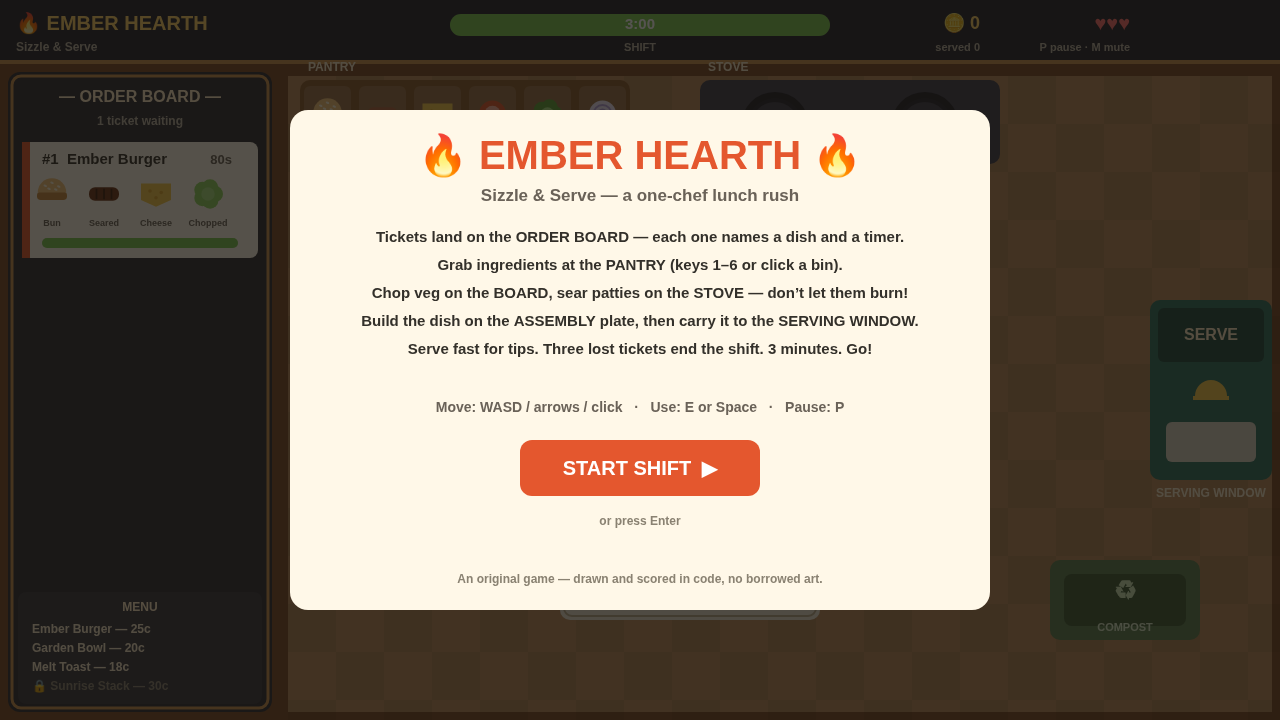 🔥 EMBER HEARTH
Sizzle & Serve
3:00
SHIFT
🪙 0
served 0
♥♥♥
P pause · M mute
PANTRY
STOVE
— ORDER BOARD —
1 ticket waiting
#1 Ember Burger 80s
Bun Seared Cheese Chopped
🔥 EMBER HEARTH 🔥
Sizzle & Serve — a one-chef lunch rush
Tickets land on the ORDER BOARD — each one names a dish and a timer.
Grab ingredients at the PANTRY (keys 1–6 or click a bin).
Chop veg on the BOARD, sear patties on the STOVE — don’t let them burn!
Build the dish on the ASSEMBLY plate, then carry it to the SERVING WINDOW.
Serve fast for tips. Three lost tickets end the shift. 3 minutes. Go!
Move: WASD / arrows / click · Use: E or Space · Pause: P
START SHIFT ▶
or press Enter
An original game — drawn and scored in code, no borrowed art.
SERVE
SERVING WINDOW
COMPOST
MENU
Ember Burger — 25c
Garden Bowl — 20c
Melt Toast — 18c
🔒 Sunrise Stack — 30c